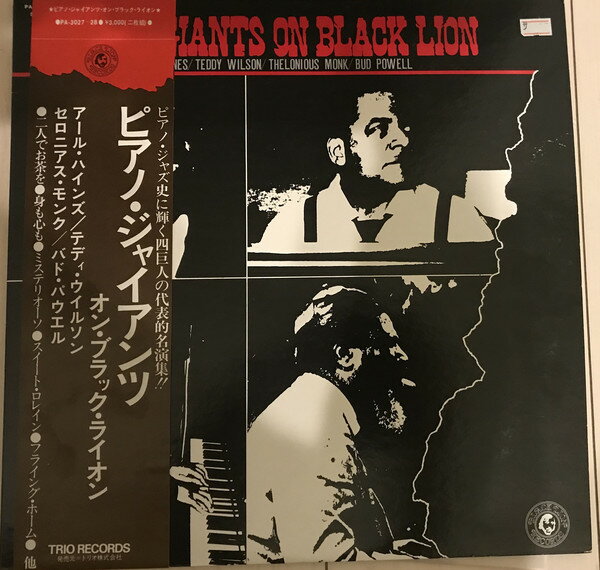 PA
★ピアノ・ジャイアンツ・オン・ブラック・ライオン★
●PA-3027~28●¥3,000(二枚組)●
IANTS ON BLACK LION
NES/TEDDY WILSON/THELONIOUS MONK/BUD POWELL
ピアノ・ジャズ史に輝く四巨人の代表的名演集!!
ピアノ・ジャイアンツ
オン・ブラック・ライオン
アール・ハインズ/テディ・ウイルソン
セロニアス・モンク/バド・パウエル
●二人でお茶を●身も心も●ミステリオーソ●スイート・ロレイン●フライング・ホーム●他
TRIO RECORDS
発売元=トリオ株式会社